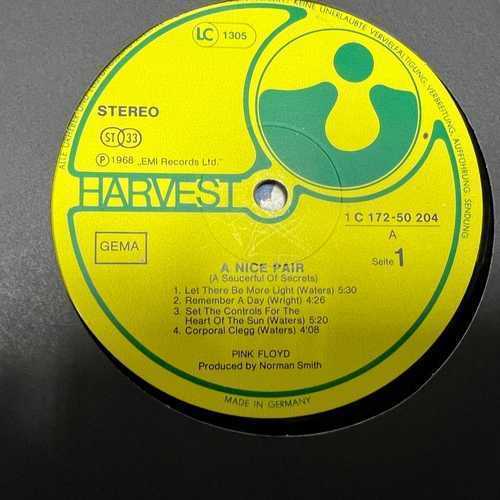 KEINE UNERLAUBTE VERVIELFÄLTIGUNG, VERBREITUNG, AUFFÜHRUNG, SENDUNG
LC 1305
STEREO
ST 33
℗ 1968 „EMI Records Ltd.“
HARVEST
1 C 172-50 204
A
Seite 1
GEMA
A NICE PAIR
(A Saucerful Of Secrets)
1. Let There Be More Light (Waters) 5:30
2. Remember A Day (Wright) 4:26
3. Set The Controls For The
Heart Of The Sun (Waters) 5:20
4. Corporal Clegg (Waters) 4'08
PINK FLOYD
Produced by Norman Smith
MADE IN GERMANY